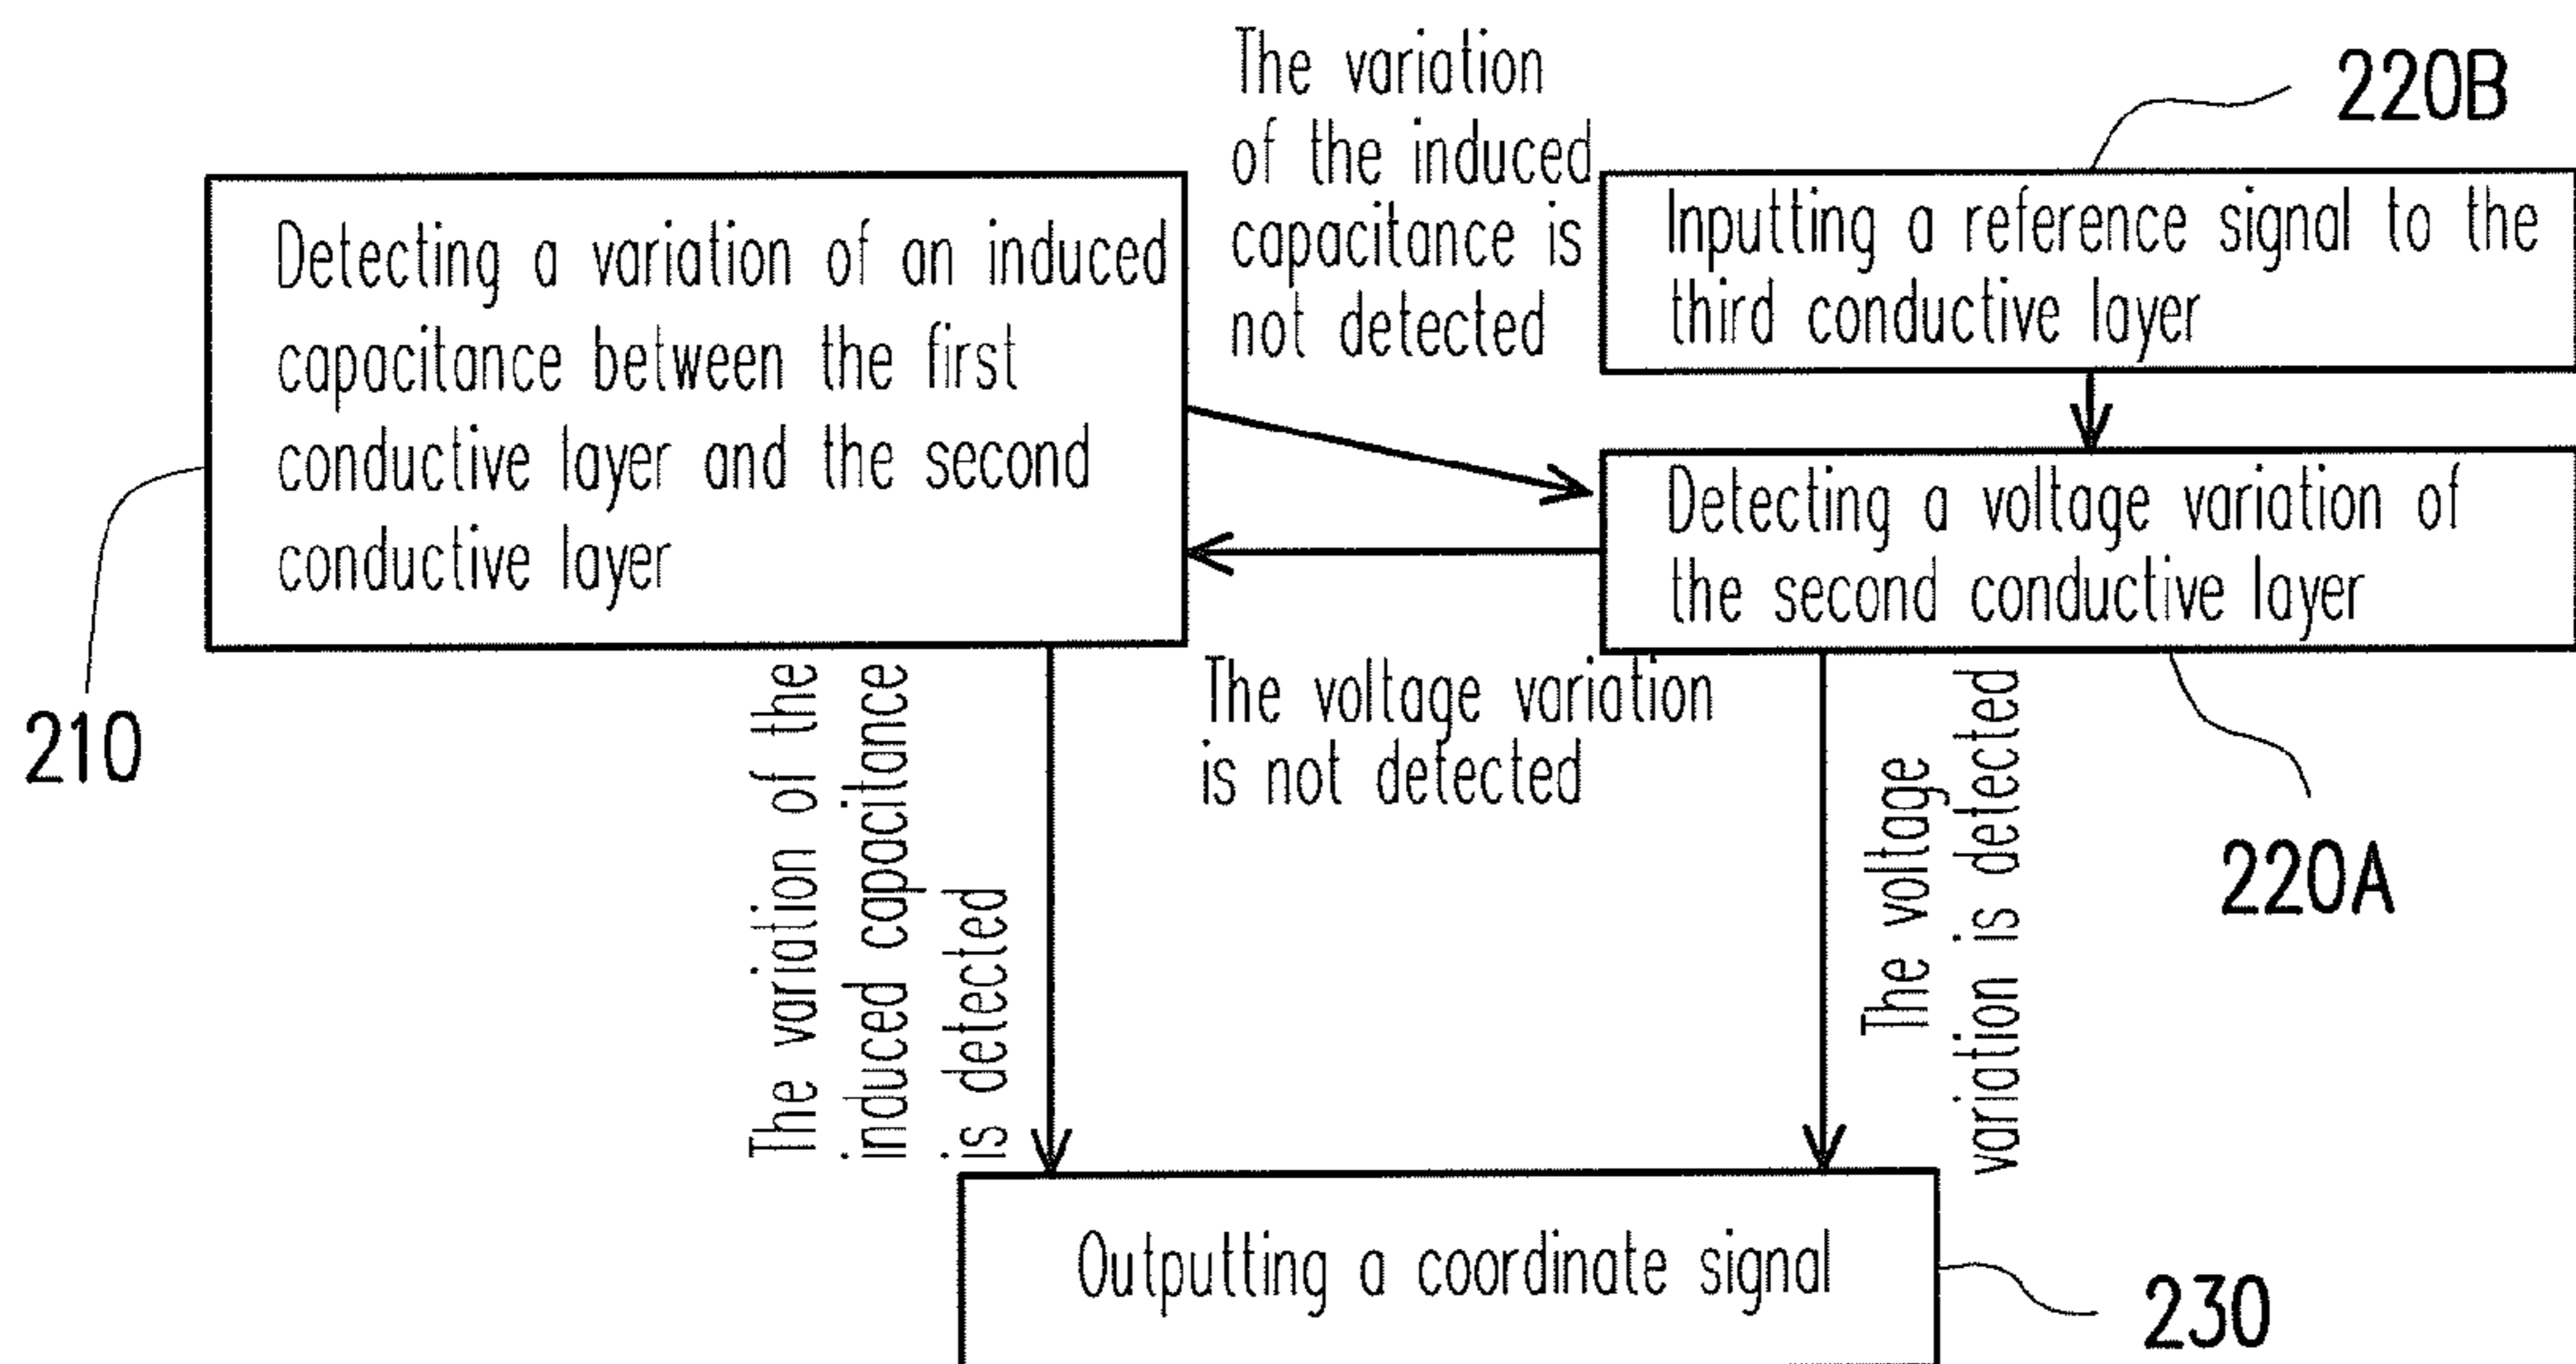 The variation
of the induced
capacitance is
not detected
220B
Detecting a variation of an induced
capacitance between the first
conductive layer and the second
conductive layer
Inputting a reference signal to the
third conductive layer
Detecting a voltage variation of
the second conductive layer
210
The voltage variation
is not detected
220A
The variation of the
induced capacitance
is detected
The voltage
variation is detected
Outputting a coordinate signal
230